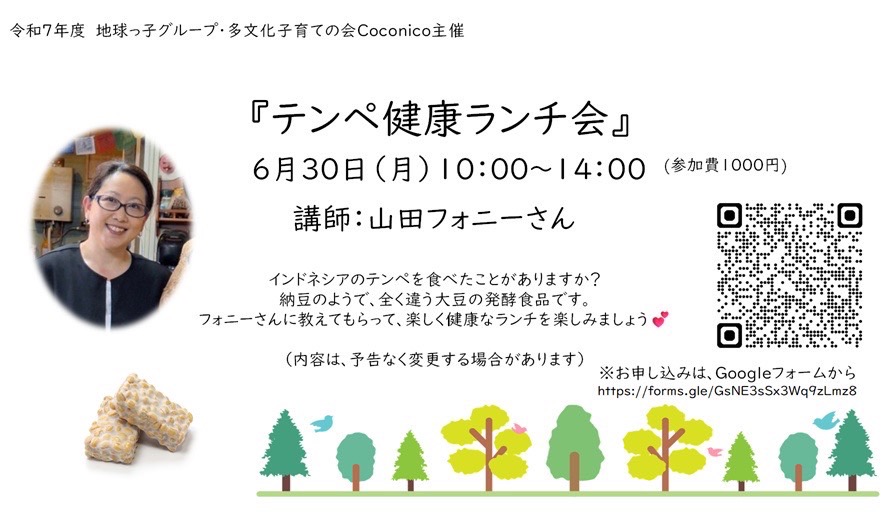 令和7年度 地球っ子グループ・多文化子育ての会Coconico主催
『テンペ健康ランチ会』
6月30日(月)10:00~14:00 (参加費1000円)
講師:山田フォニーさん
インドネシアのテンペを食べたことがありますか?
納豆のようで、全く違う大豆の発酵食品です。
フォニーさんに教えてもらって、楽しく健康なランチを楽しみましょう💕
(内容は、予告なく変更する場合があります)
※お申し込みは、Googleフォームから
https://forms.gle/GsNE3sSx3Wq9zLmz8